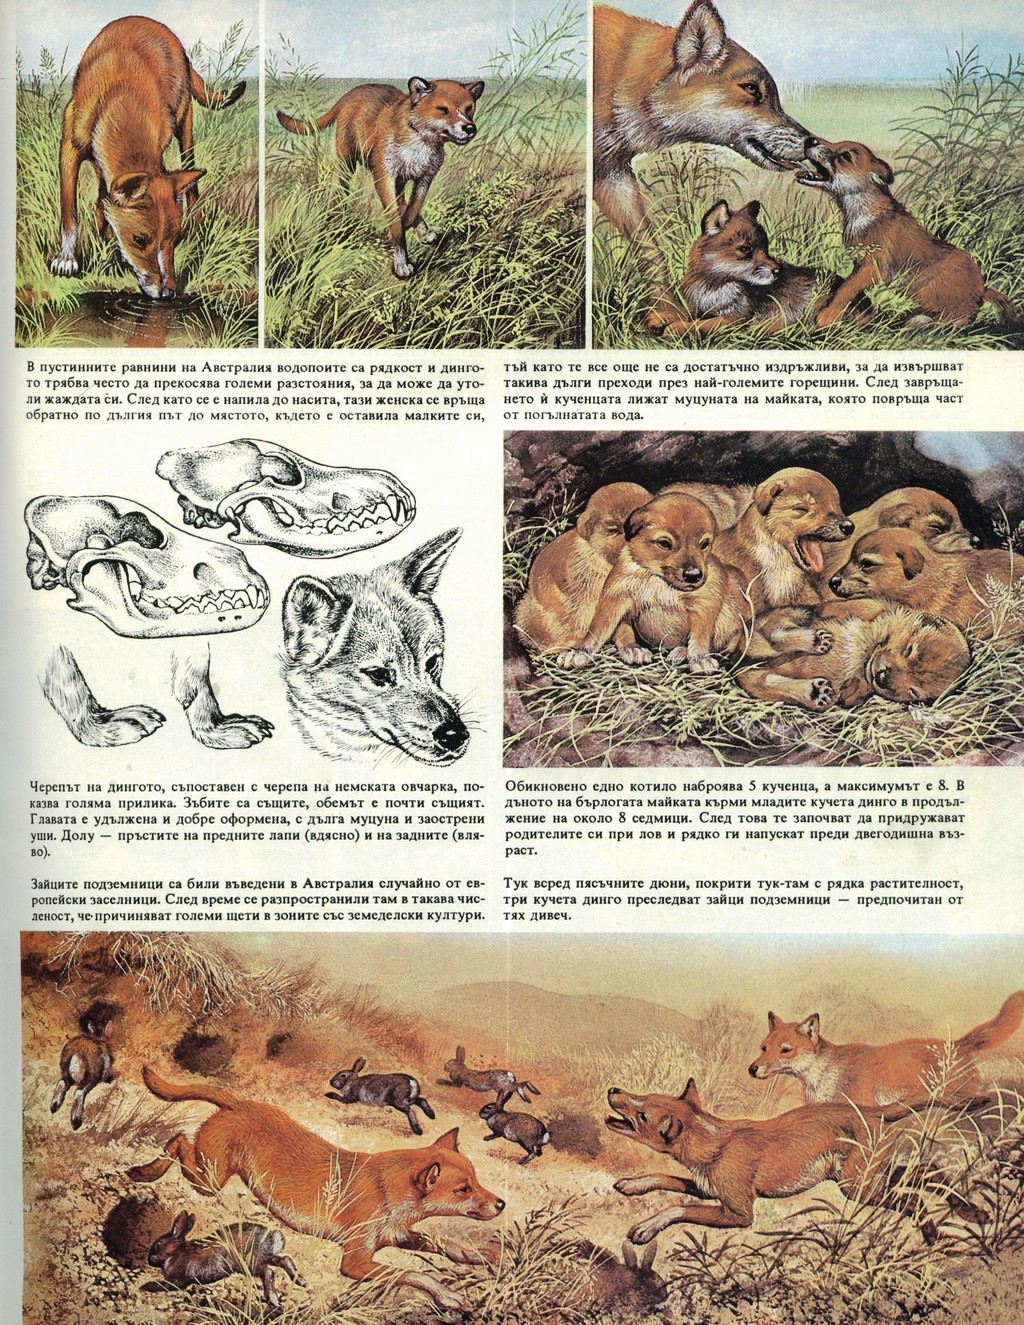 В пустинните равнини на Австралия водопоите са рядкост и динго-
то трябва често да прекосява големи разстояния, за да може да уто-
ли жаждата си. След като се е напила до насита, тази женска се връща
обратно по дългия път до мястото, където е оставила малките си,
тъй като те все още не са достатъчно издръжливи, за да извършват
такива дълги преходи през най-големите горещини. След завръща-
нето ѝ кученцата лижат муцуната на майката, която повръща част
от погълнатата вода.
Черепът на дингото, съпоставен с черепа на немската овчарка, по-
казва голяма прилика. Зъбите са същите, обемът е почти същият.
Главата е удължена и добре оформена, с дълга муцуна и заострени
уши. Долу — пръстите на предните лапи (вдясно) и на задните (вля-
во).
Обикновено едно котило наброява 5 кученца, а максимумът е 8. В
дъното на бърлогата майката кърми младите кучета динго в продъл-
жение на около 8 седмици. След това те започват да придружават
родителите си при лов и рядко ги напускат преди двегодишна въз-
раст.
Зайците подземници са били въведени в Австралия случайно от ев-
ропейски заселници. След време се разпространили там в такава чис-
леност, че причиняват големи щети в зоните със земеделски култури.
Тук всред пясъчните дюни, покрити тук-там с рядка растителност,
три кучета динго преследват зайци подземници — предпочитан от
тях дивеч.